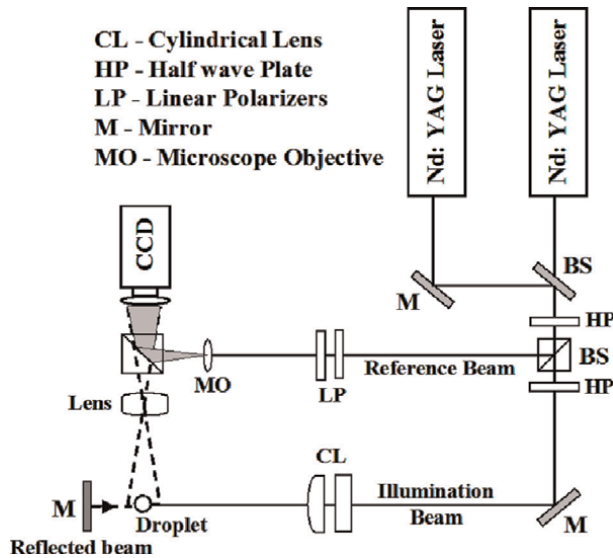 CL - Cylindrical Lens
HP - Half wave Plate
LP - Linear Polarizers
M - Mirror
MO - Microscope Objective
Nd: YAG Laser
Nd: YAG Laser
CCD
BS
M
HP
BS
MO
LP
Reference Beam
HP
Lens
CL
Illumination
Beam
M
Droplet
M
Reflected beam